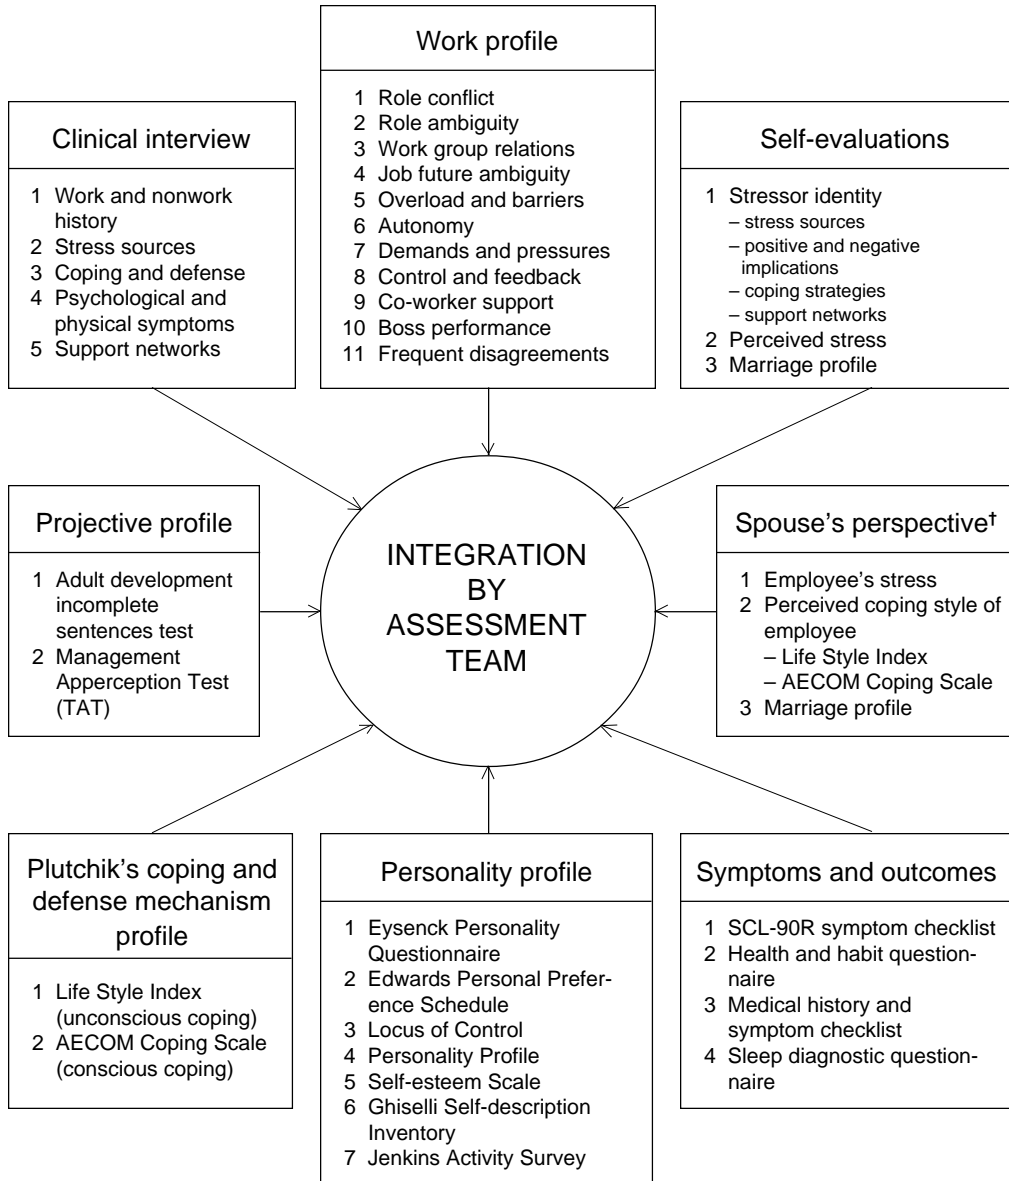 Work profile
1 Role conflict
2 Role ambiguity
3 Work group relations
4 Job future ambiguity
5 Overload and barriers
6 Autonomy
7 Demands and pressures
8 Control and feedback
9 Co-worker support
10 Boss performance
11 Frequent disagreements
Clinical interview
1 Work and nonwork
history
2 Stress sources
3 Coping and defense
4 Psychological and
physical symptoms
5 Support networks
Self-evaluations
1 Stressor identity
– stress sources
– positive and negative
implications
– coping strategies
– support networks
2 Perceived stress
3 Marriage profile
Projective profile
1 Adult development
incomplete
sentences test
2 Management
Apperception Test
(TAT)
INTEGRATION
BY
ASSESSMENT
TEAM
Spouse’s perspective†
1 Employee’s stress
2 Perceived coping style of
employee
– Life Style Index
– AECOM Coping Scale
3 Marriage profile
Plutchik’s coping and
defense mechanism
profile
1 Life Style Index
(unconscious coping)
2 AECOM Coping Scale
(conscious coping)
Personality profile
1 Eysenck Personality
Questionnaire
2 Edwards Personal Prefer-
ence Schedule
3 Locus of Control
4 Personality Profile
5 Self-esteem Scale
6 Ghiselli Self-description
Inventory
7 Jenkins Activity Survey
Symptoms and outcomes
1 SCL-90R symptom checklist
2 Health and habit question-
naire
3 Medical history and
symptom checklist
4 Sleep diagnostic question-
naire